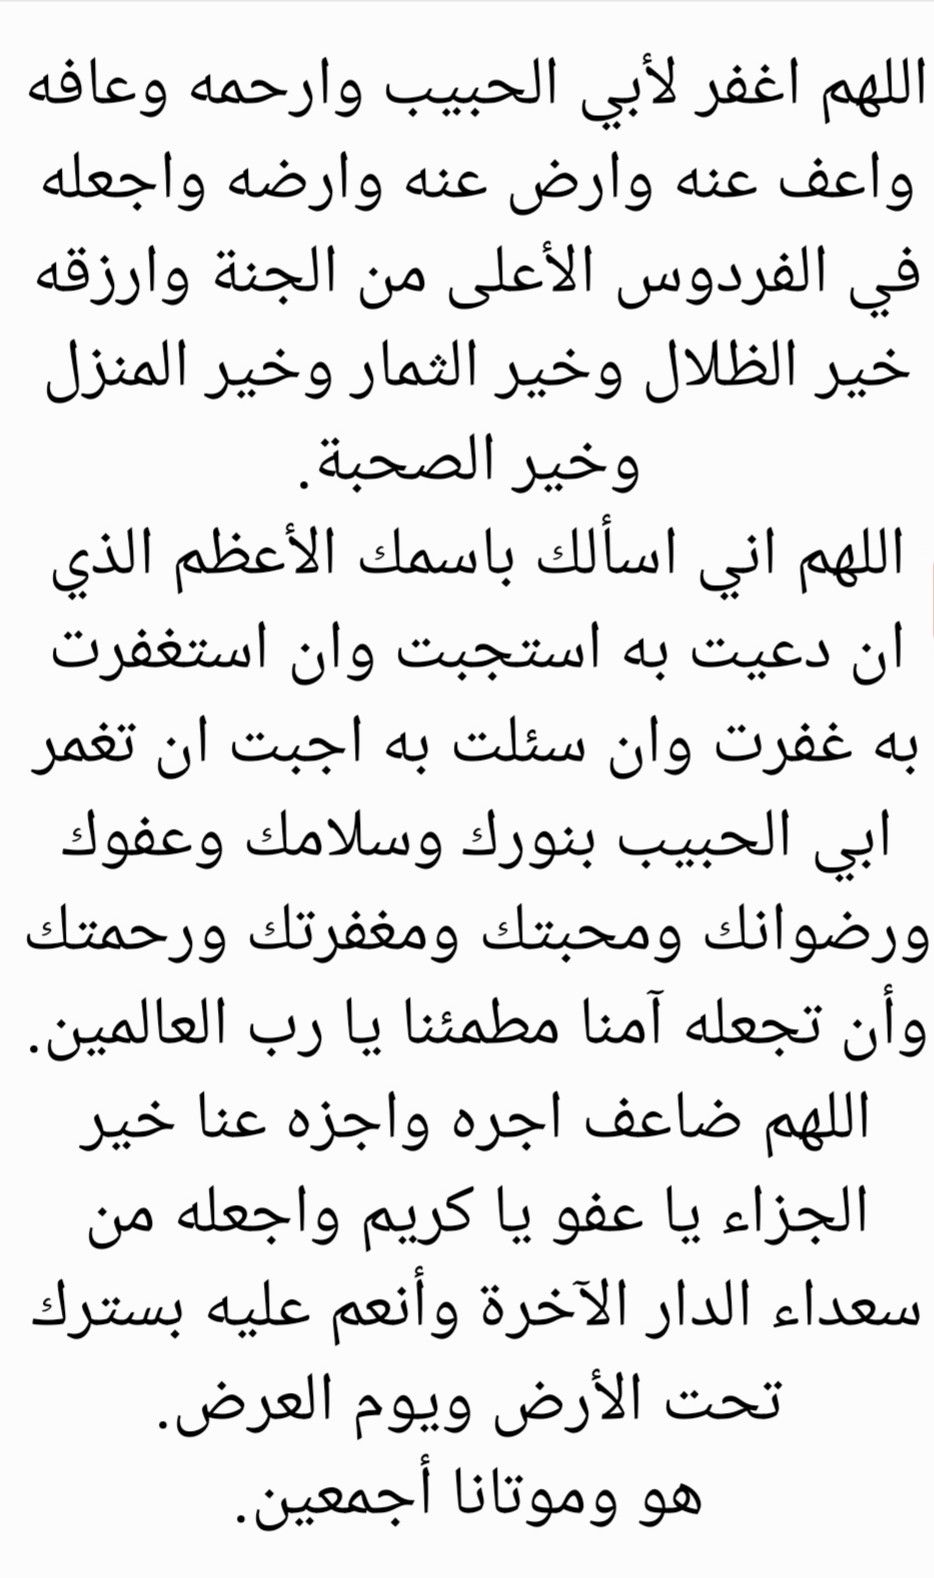 اللهم اغفر لأبي الحبيب وارحمه وعافه
واعف عنه وارض عنه وارضه واجعله
في الفردوس الأعلى من الجنة وارزقه
خير الظلال وخير الثمار وخير المنزل
وخير الصحبة.
اللهم اني اسألك باسمك الأعظم الذي
ان دعيت به استجبت وان استغفرت
به غفرت وان سئلت به اجبت ان تغمر
ابي الحبيب بنورك وسلامك وعفوك
ورضوانك ومحبتك ومغفرتك ورحمتك
وأن تجعله آمنا مطمئنا يا رب العالمين.
اللهم ضاعف اجره واجزه عنا خير
الجزاء يا عفو يا كريم واجعله من
سعداء الدار الآخرة وأنعم عليه بسترك
تحت الأرض ويوم العرض.
هو وموتانا أجمعين.